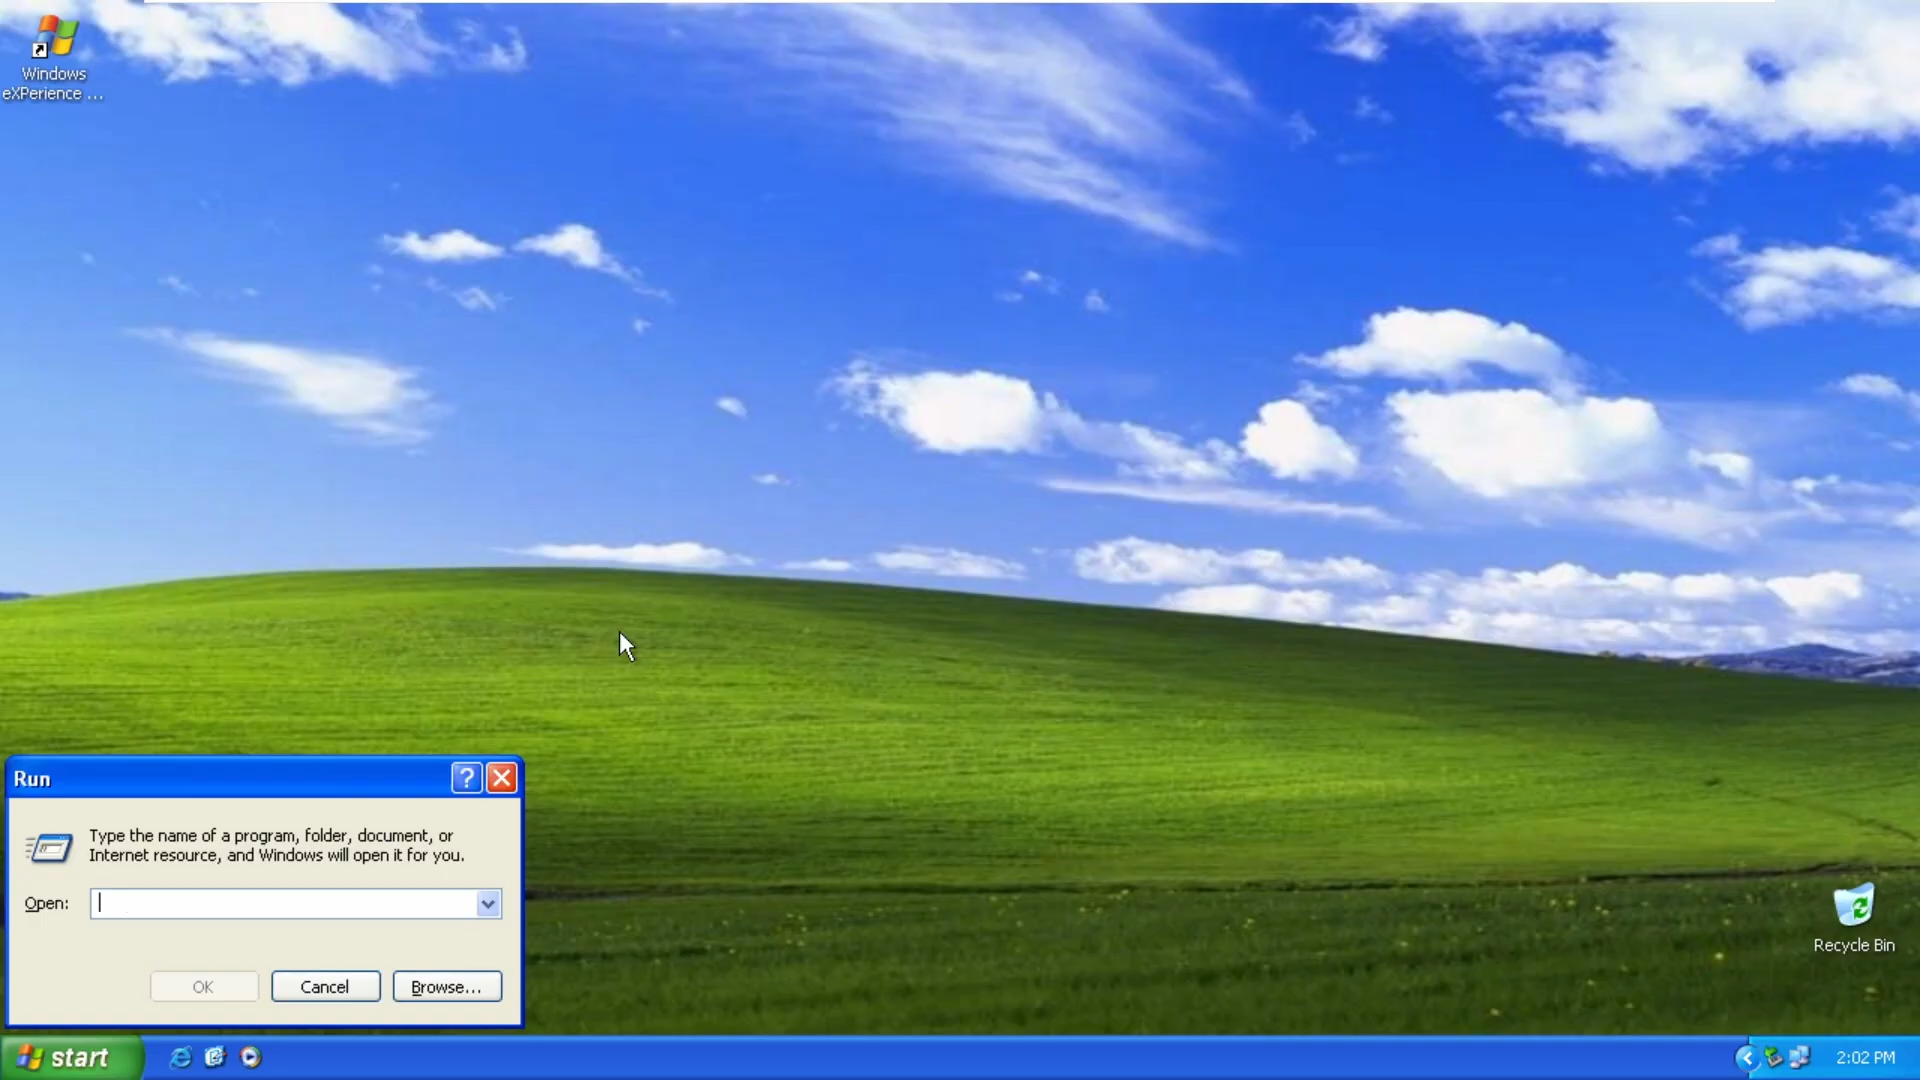 Windows
eXPerience ...
Run
?
Type the name of a program, folder, document, or
Internet resource, and Windows will open it for you.
Open:
OK
Cancel
Browse...
Recycle Bin
start
2:02 PM